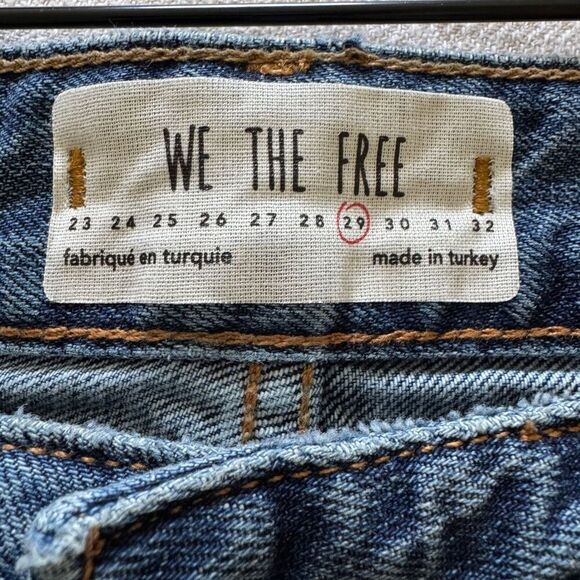 WE THE FREE
23 24 25 26 27 28 29 30 31 32
fabriqué en turquie made in turkey